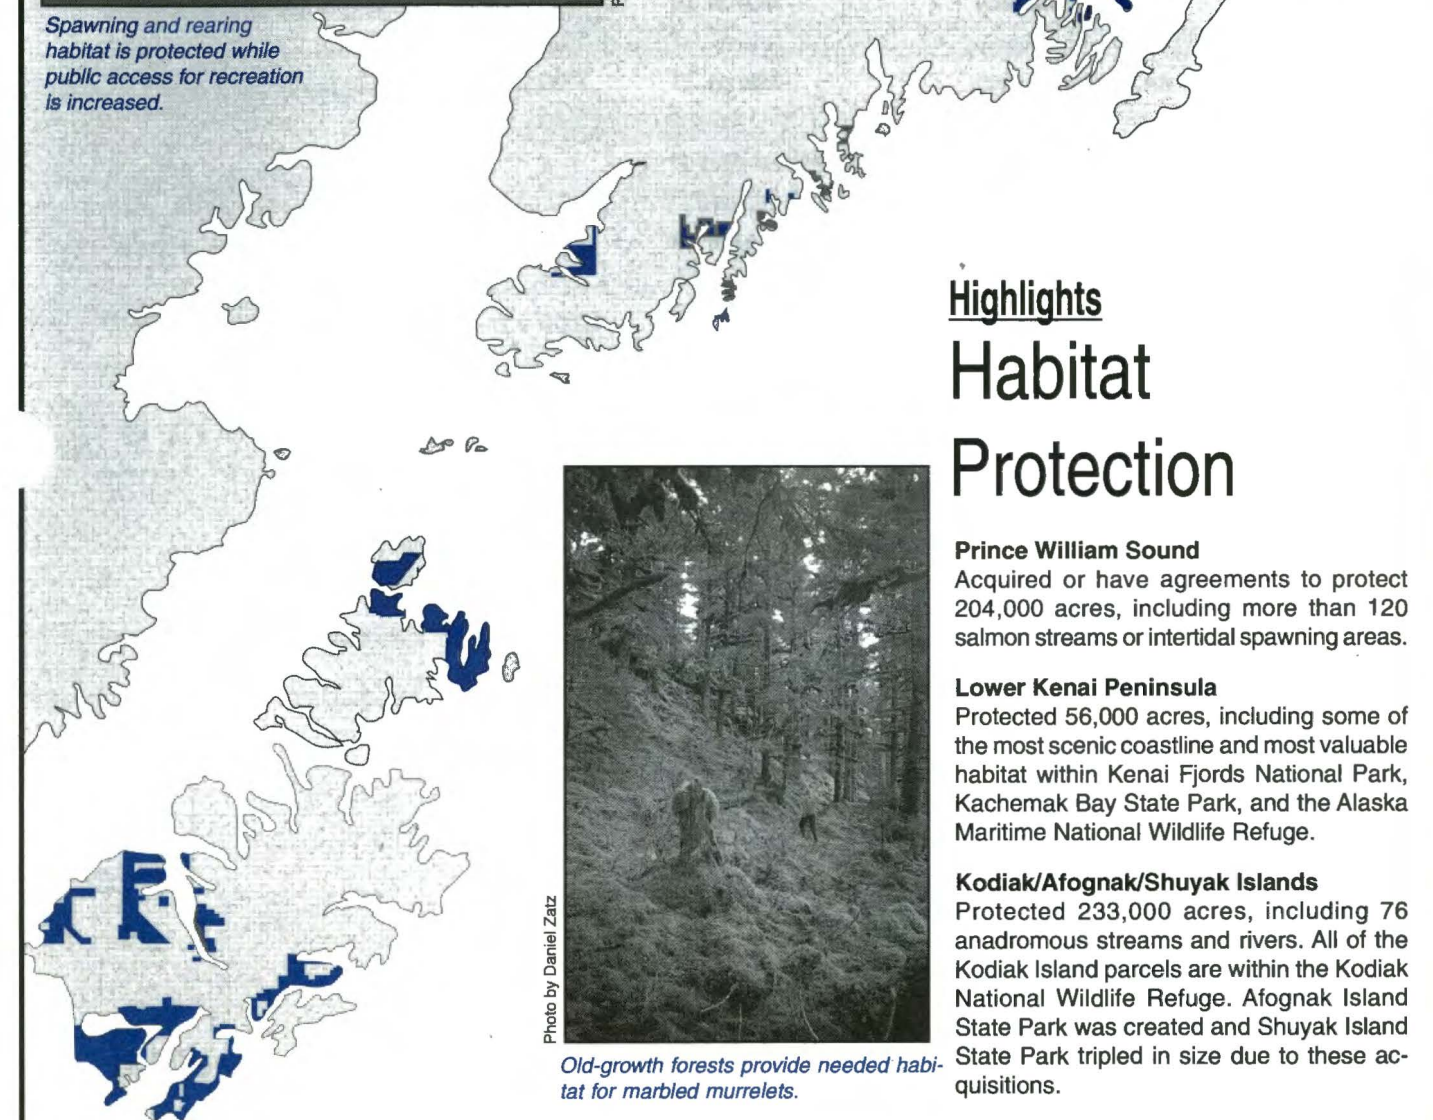 Spawning and rearing
habitat is protected while
public access for recreation
is increased.
Highlights
Habitat
Protection
Prince William Sound
Acquired or have agreements to protect
204,000 acres, including more than 120
salmon streams or intertidal spawning areas.
Lower Kenai Peninsula
Protected 56,000 acres, including some of
the most scenic coastline and most valuable
habitat within Kenai Fjords National Park,
Kachemak Bay State Park, and the Alaska
Maritime National Wildlife Refuge.
Kodiak/Afognak/Shuyak Islands
Protected 233,000 acres, including 76
anadromous streams and rivers. All of the
Kodiak Island parcels are within the Kodiak
National Wildlife Refuge. Afognak Island
State Park was created and Shuyak Island
State Park tripled in size due to these ac-
quisitions.
Photo by Daniel Zatz
Old-growth forests provide needed habi-
tat for marbled murrelets.